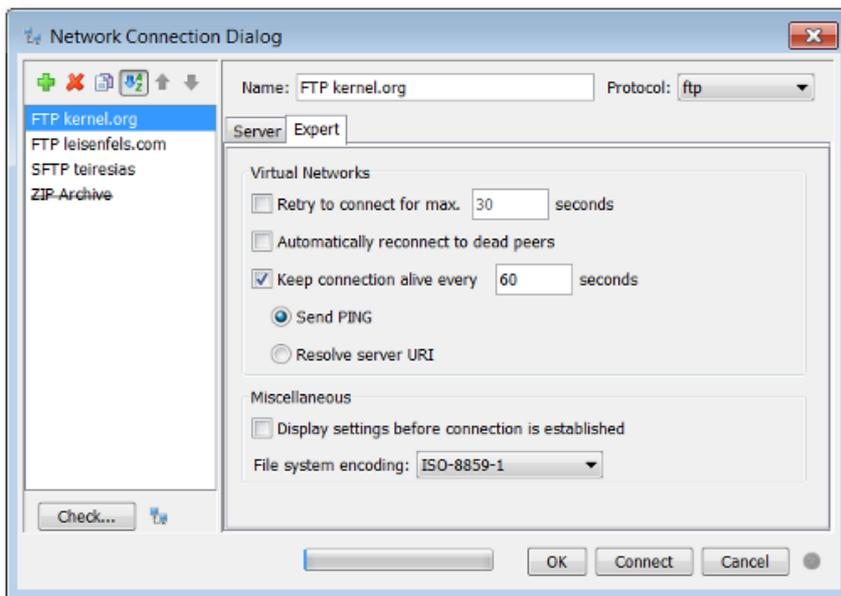 Network Connection Dialog
FTP kernel.org
FTP leisenfels.com
SFTP teiresias
ZIP Archive
Check...
Name: FTP kernel.org Protocol: ftp
Server Expert
Virtual Networks
Retry to connect for max. 30 seconds
Automatically reconnect to dead peers
Keep connection alive every 60 seconds
Send PING
Resolve server URI
Miscellaneous
Display settings before connection is established
File system encoding: ISO-8859-1
OK Connect Cancel